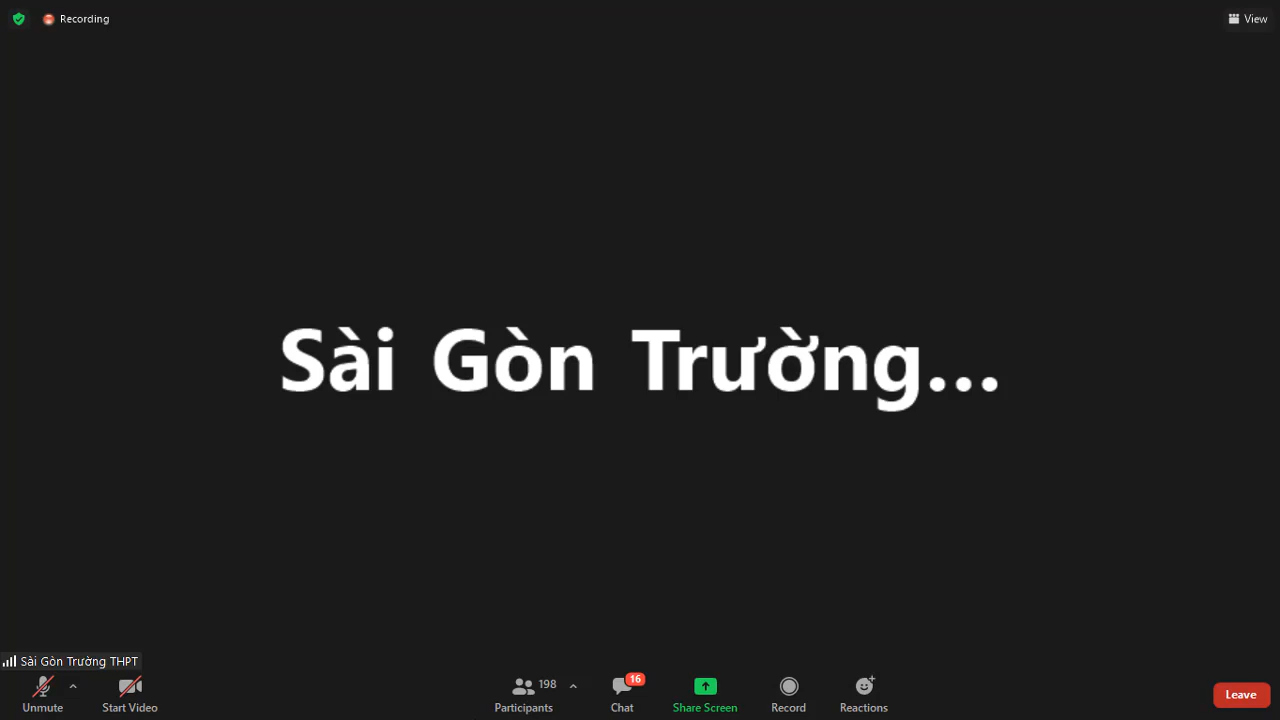 Recording
View
Sài Gòn Trường...
Sài Gòn Trường THPT
Unmute
Start Video
198
Participants
16
Chat
Share Screen
Record
Reactions
Leave